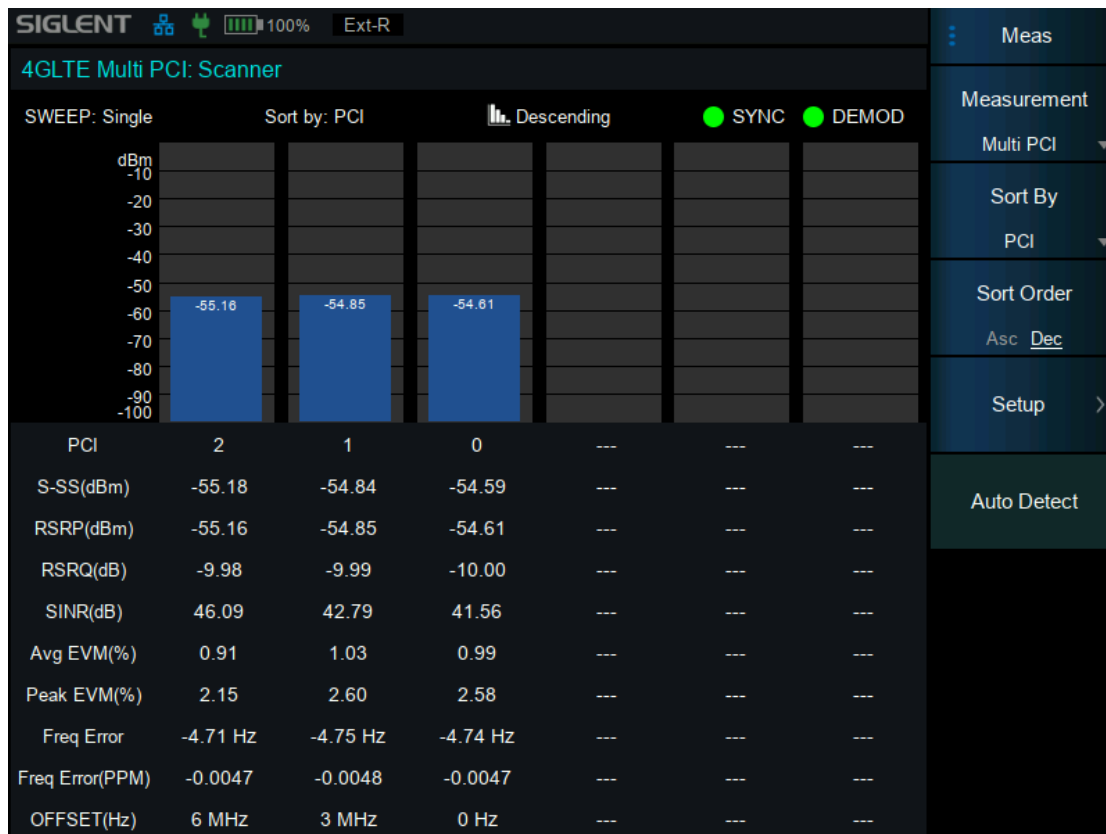 SIGLENT 100% Ext-R
4GLTE Multi PCI: Scanner
SWEEP: Single Sort by: PCI Descending SYNC DEMOD
dBm
-10
-20
-30
-40
-50
-60
-70
-80
-90
-100
-55.16 -54.85 -54.61
PCI 2 1 0 --- --- ---
S-SS(dBm) -55.18 -54.84 -54.59 --- --- ---
RSRP(dBm) -55.16 -54.85 -54.61 --- --- ---
RSRQ(dB) -9.98 -9.99 -10.00 --- --- ---
SINR(dB) 46.09 42.79 41.56 --- --- ---
Avg EVM(%) 0.91 1.03 0.99 --- --- ---
Peak EVM(%) 2.15 2.60 2.58 --- --- ---
Freq Error -4.71 Hz -4.75 Hz -4.74 Hz --- --- ---
Freq Error(PPM) -0.0047 -0.0048 -0.0047 --- --- ---
OFFSET(Hz) 6 MHz 3 MHz 0 Hz --- --- ---
Meas
Measurement
Multi PCI
Sort By
PCI
Sort Order
Asc Dec
Setup
Auto Detect